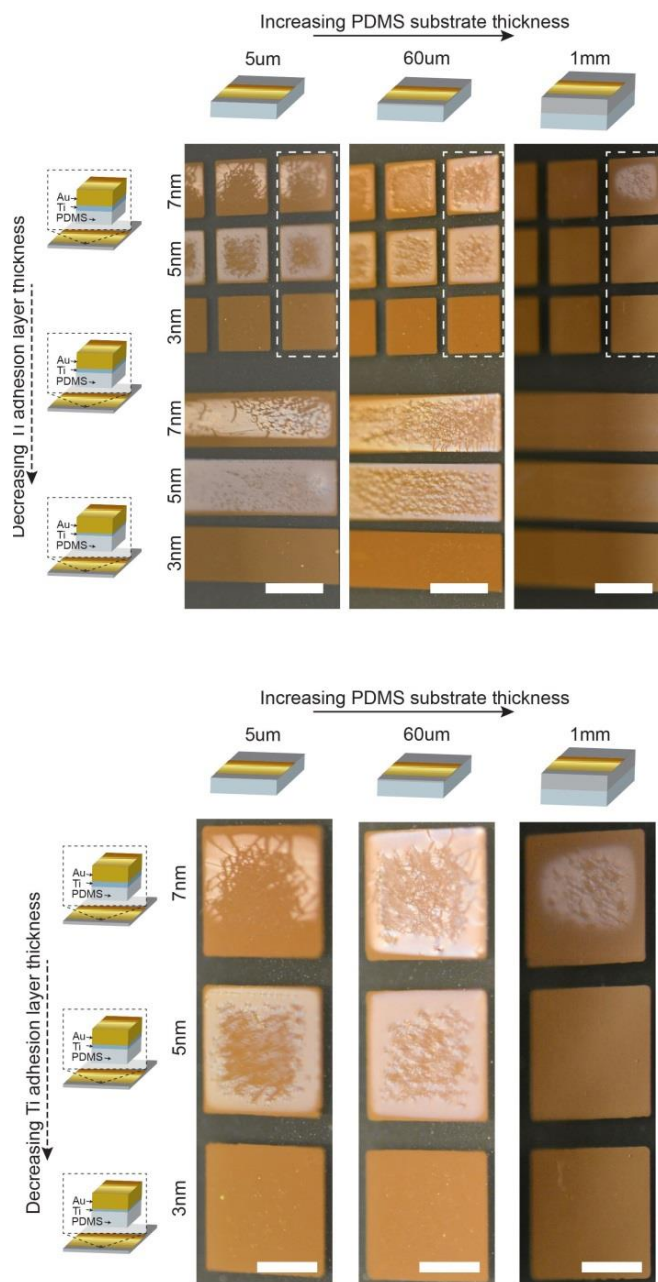 Increasing PDMS substrate thickness
5um
60um
1mm
Decreasing Ti adhesion layer thickness
Au
Ti
PDMS
Au
Ti
PDMS
Au
Ti
PDMS
7nm
5nm
3nm
7nm
5nm
3nm
Increasing PDMS substrate thickness
5um
60um
1mm
Decreasing Ti adhesion layer thickness
Au
Ti
PDMS
Au
Ti
PDMS
Au
Ti
PDMS
7nm
5nm
3nm